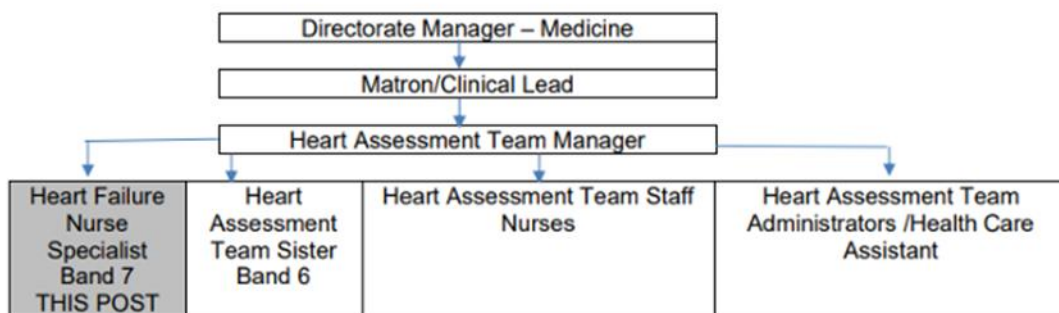 Directorate Manager – Medicine
Matron/Clinical Lead
Heart Assessment Team Manager
Heart Failure
Nurse
Specialist
Band 7
THIS POST
Heart
Assessment
Team Sister
Band 6
Heart Assessment Team Staff
Nurses
Heart Assessment Team
Administrators /Health Care
Assistant